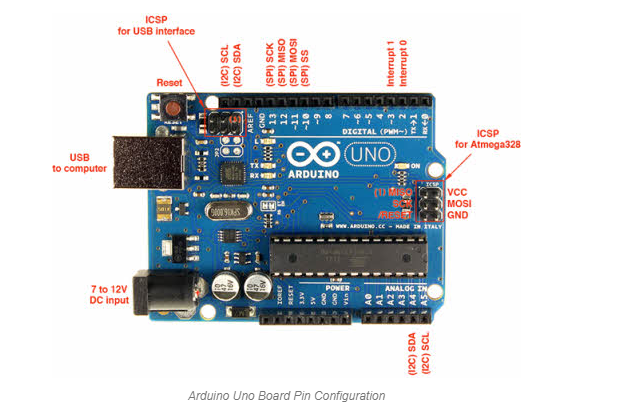 ICSP
for USB interface
(I2C) SCL
(I2C) SDA
(SPI) SCK
(SPI) MISO
(SPI) MOSI
(SPI) SS
Interrupt 1
Interrupt 0
Reset
AREF
GND
13
12
~11
~10
~9
8
7
~6
~5
4
~3
2
TX→1
RX←0
DIGITAL (PWM~)
ICSP
for Atmega328
USB
to computer
L
TX
RX
ARDUINO
UNO
ON
ICSP
(1) MISO
SCK
/RESET
VCC
MOSI
GND
WWW.ARDUINO.CC - MADE IN ITALY
7 to 12V
DC input
47
16V
47
16V
IOREF
RESET
3.3V
5V
GND
GND
Vin
POWER
ANALOG IN
A0
A1
A2
A3
A4
A5
(I2C) SDA
(I2C) SCL
Arduino Uno Board Pin Configuration